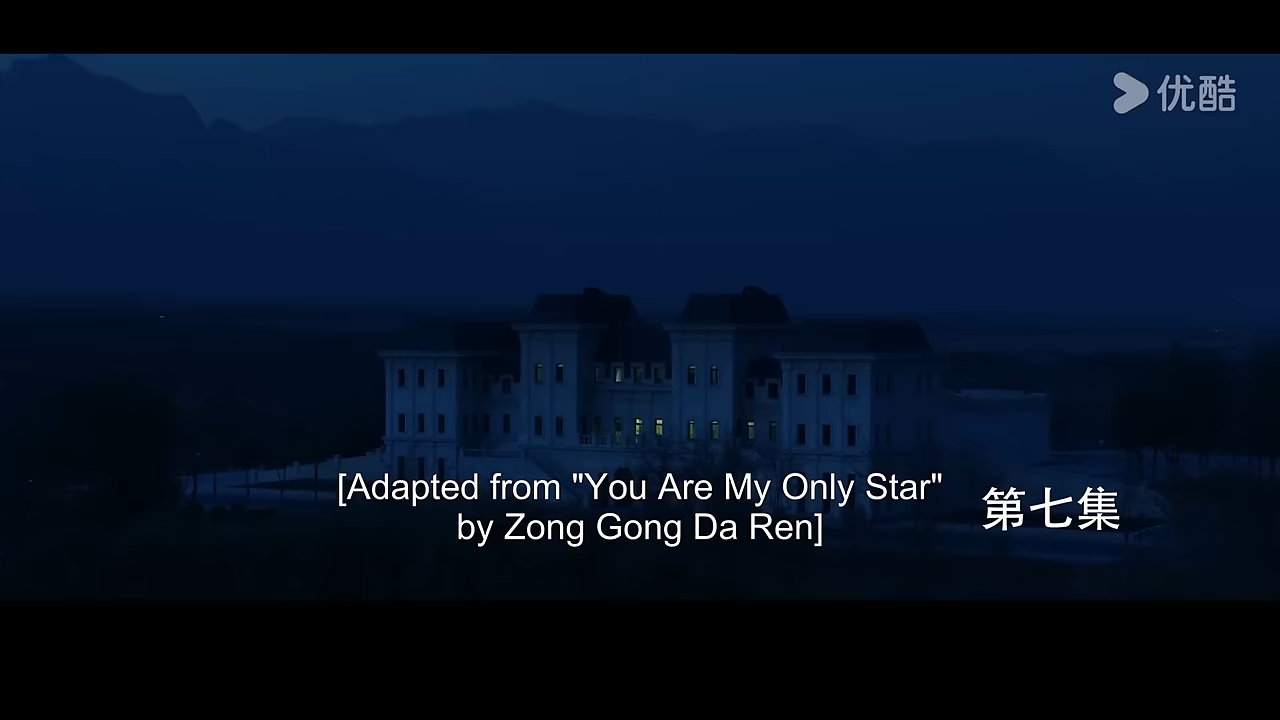 优酷
[Adapted from "You Are My Only Star"
by Zong Gong Da Ren]
第七集